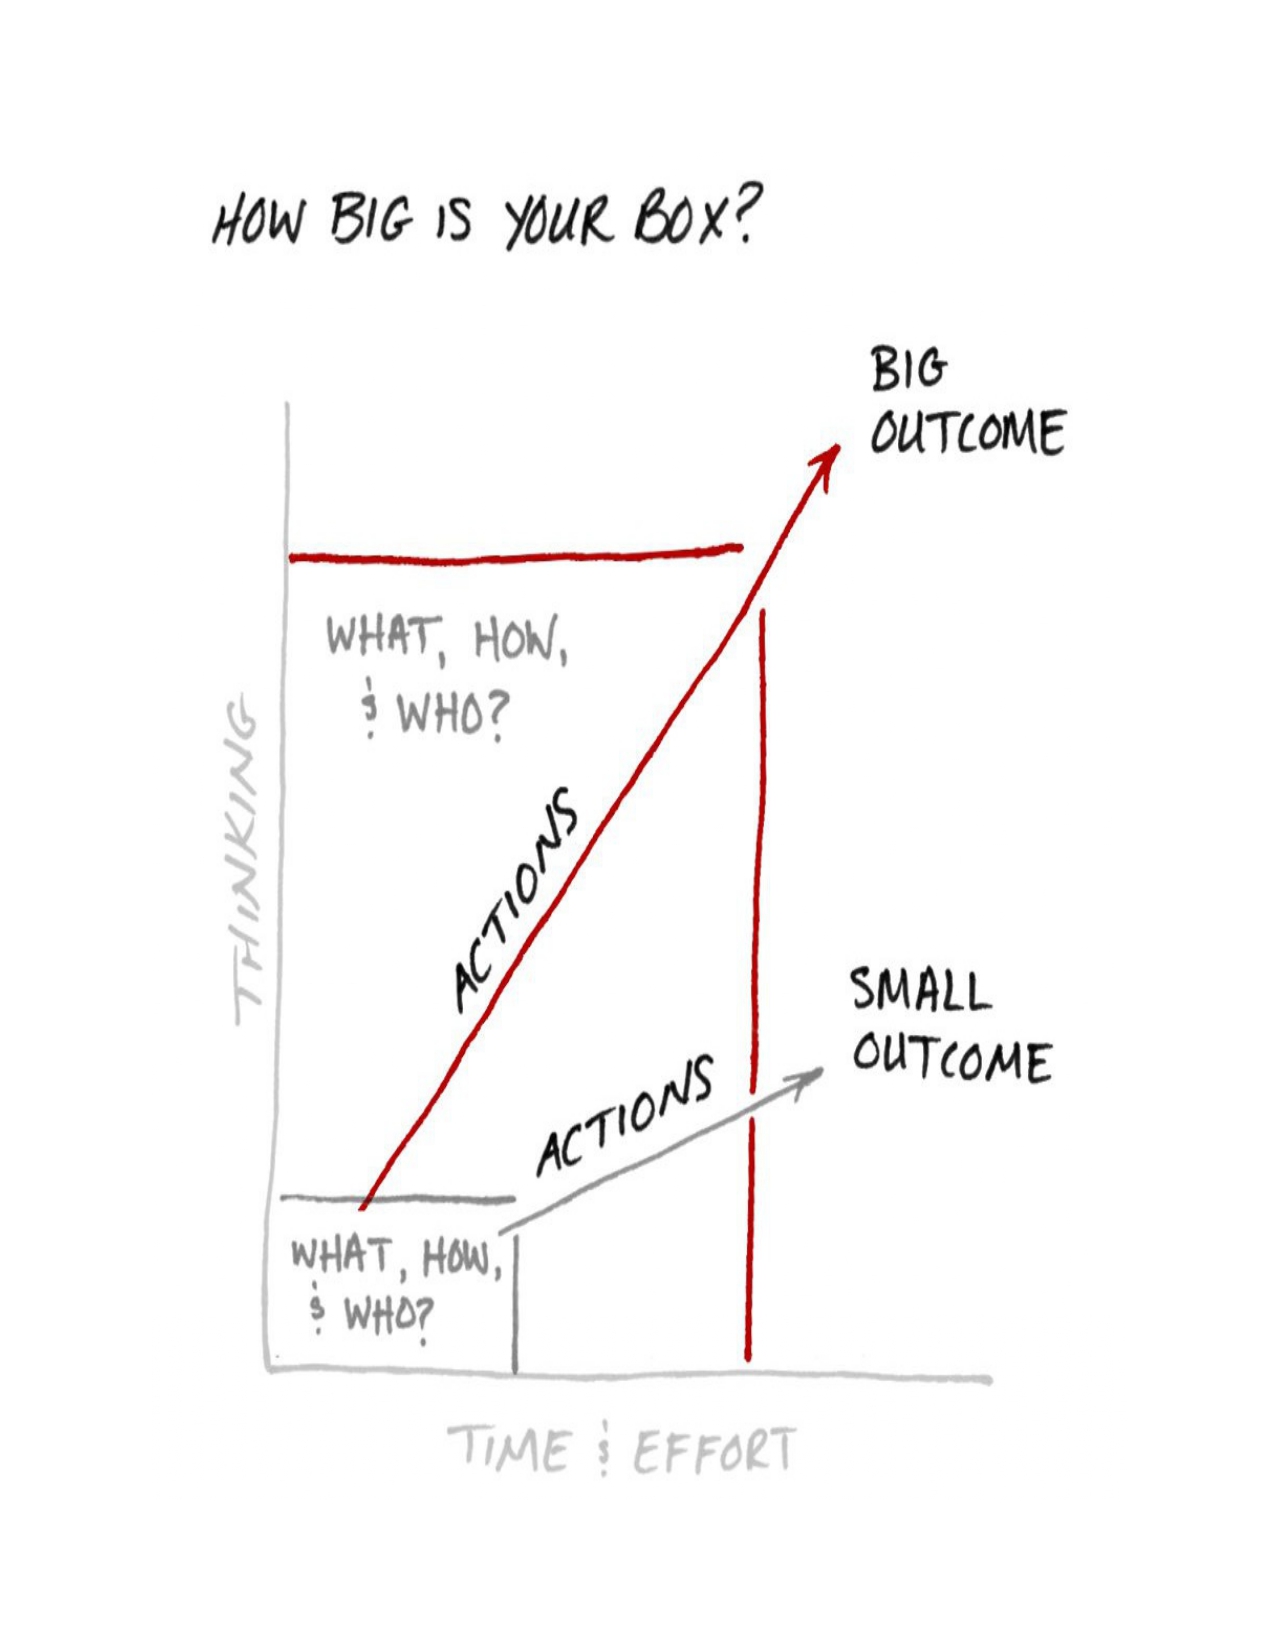 HOW BIG IS YOUR BOX?
BIG
OUTCOME
WHAT, HOW,
& WHO?
THINKING
ACTIONS
SMALL
OUTCOME
ACTIONS
WHAT, HOW,
& WHO?
TIME & EFFORT